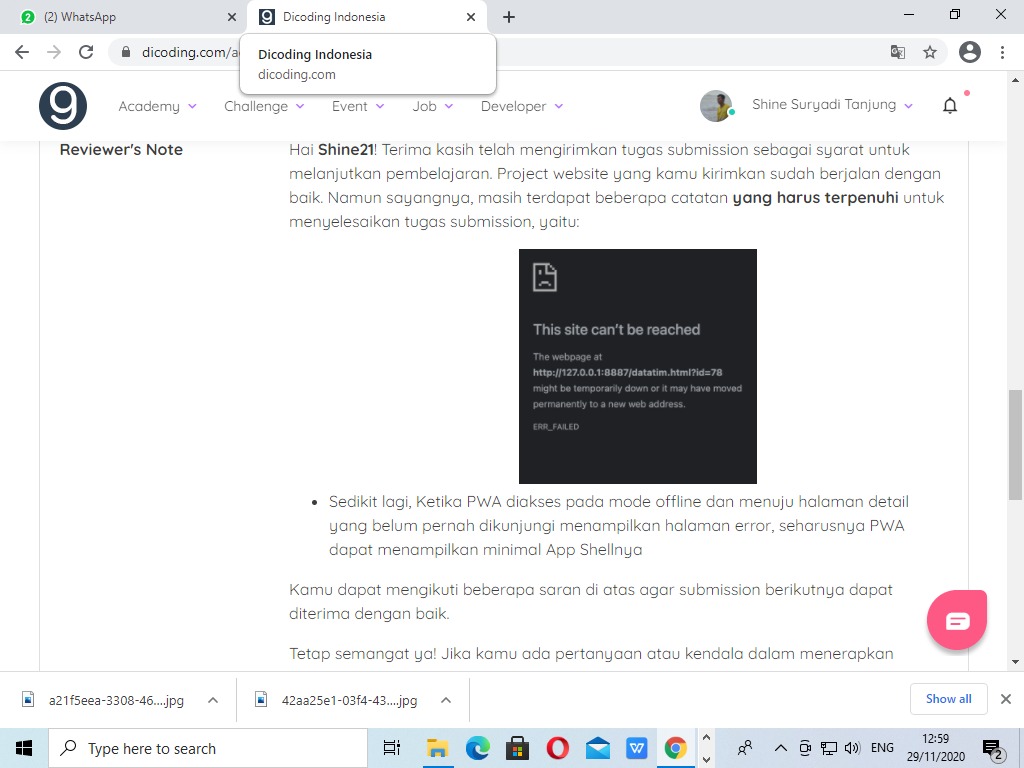 2
(2) WhatsApp
Dicoding Indonesia
dicoding.com/a
Dicoding Indonesia
dicoding.com
Academy
Challenge
Event
Job
Developer
Shine Suryadi Tanjung
Reviewer's Note
Hai Shine21! Terima kasih telah mengirimkan tugas submission sebagai syarat untuk
melanjutkan pembelajaran. Project website yang kamu kirimkan sudah berjalan dengan
baik. Namun sayangnya, masih terdapat beberapa catatan yang harus terpenuhi untuk
menyelesaikan tugas submission, yaitu:
This site can't be reached
The webpage at
http://127.0.0.1:8887/datatim.html?id=78
might be temporarily down or it may have moved
permanently to a new web address.
ERR_FAILED
• Sedikit lagi, Ketika PWA diakses pada mode offline dan menuju halaman detail
yang belum pernah dikunjungi menampilkan halaman error, seharusnya PWA
dapat menampilkan minimal App Shellnya
Kamu dapat mengikuti beberapa saran di atas agar submission berikutnya dapat
diterima dengan baik.
Tetap semangat ya! Jika kamu ada pertanyaan atau kendala dalam menerapkan
a21f5eea-3308-46....jpg
42aa25e1-03f4-43....jpg
Show all
Type here to search
ENG
12:59
29/11/2020
2